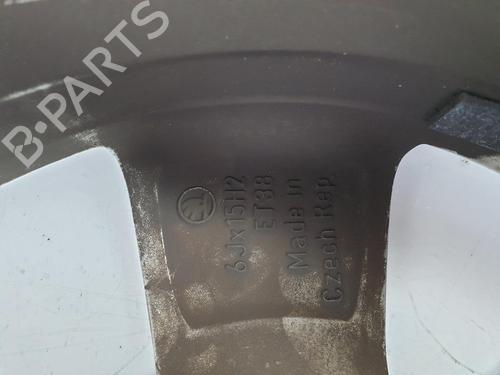 B-PARTS
6Jx15H2
ET38
Made in
Czech Rep.